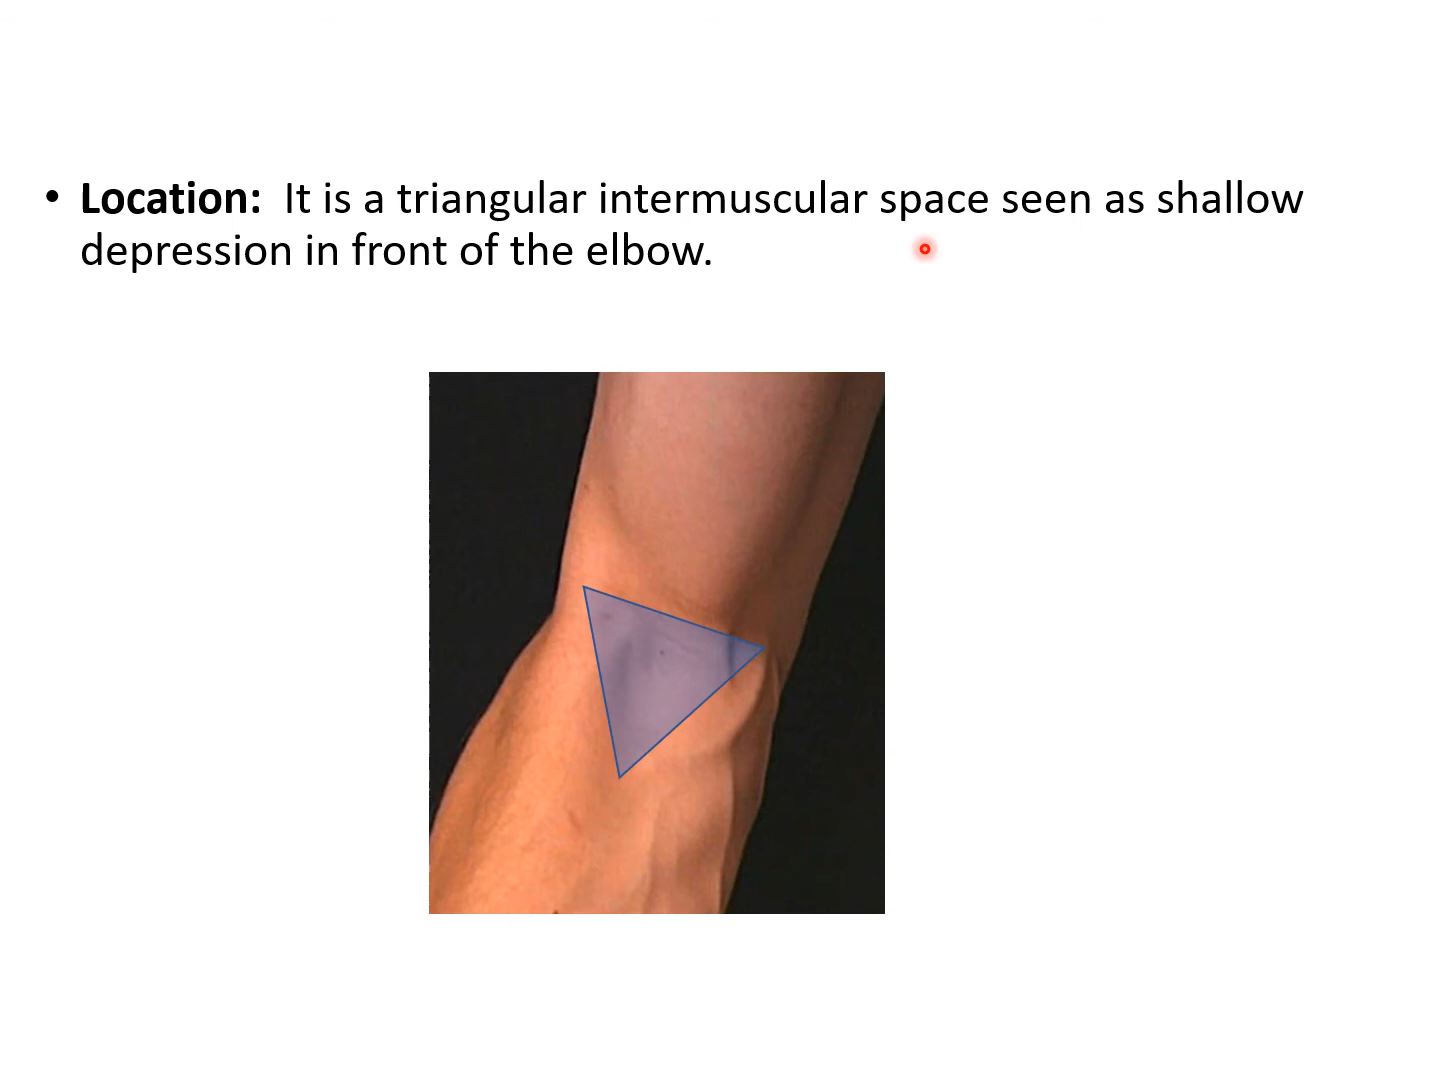 • Location: It is a triangular intermuscular space seen as shallow
depression in front of the elbow.